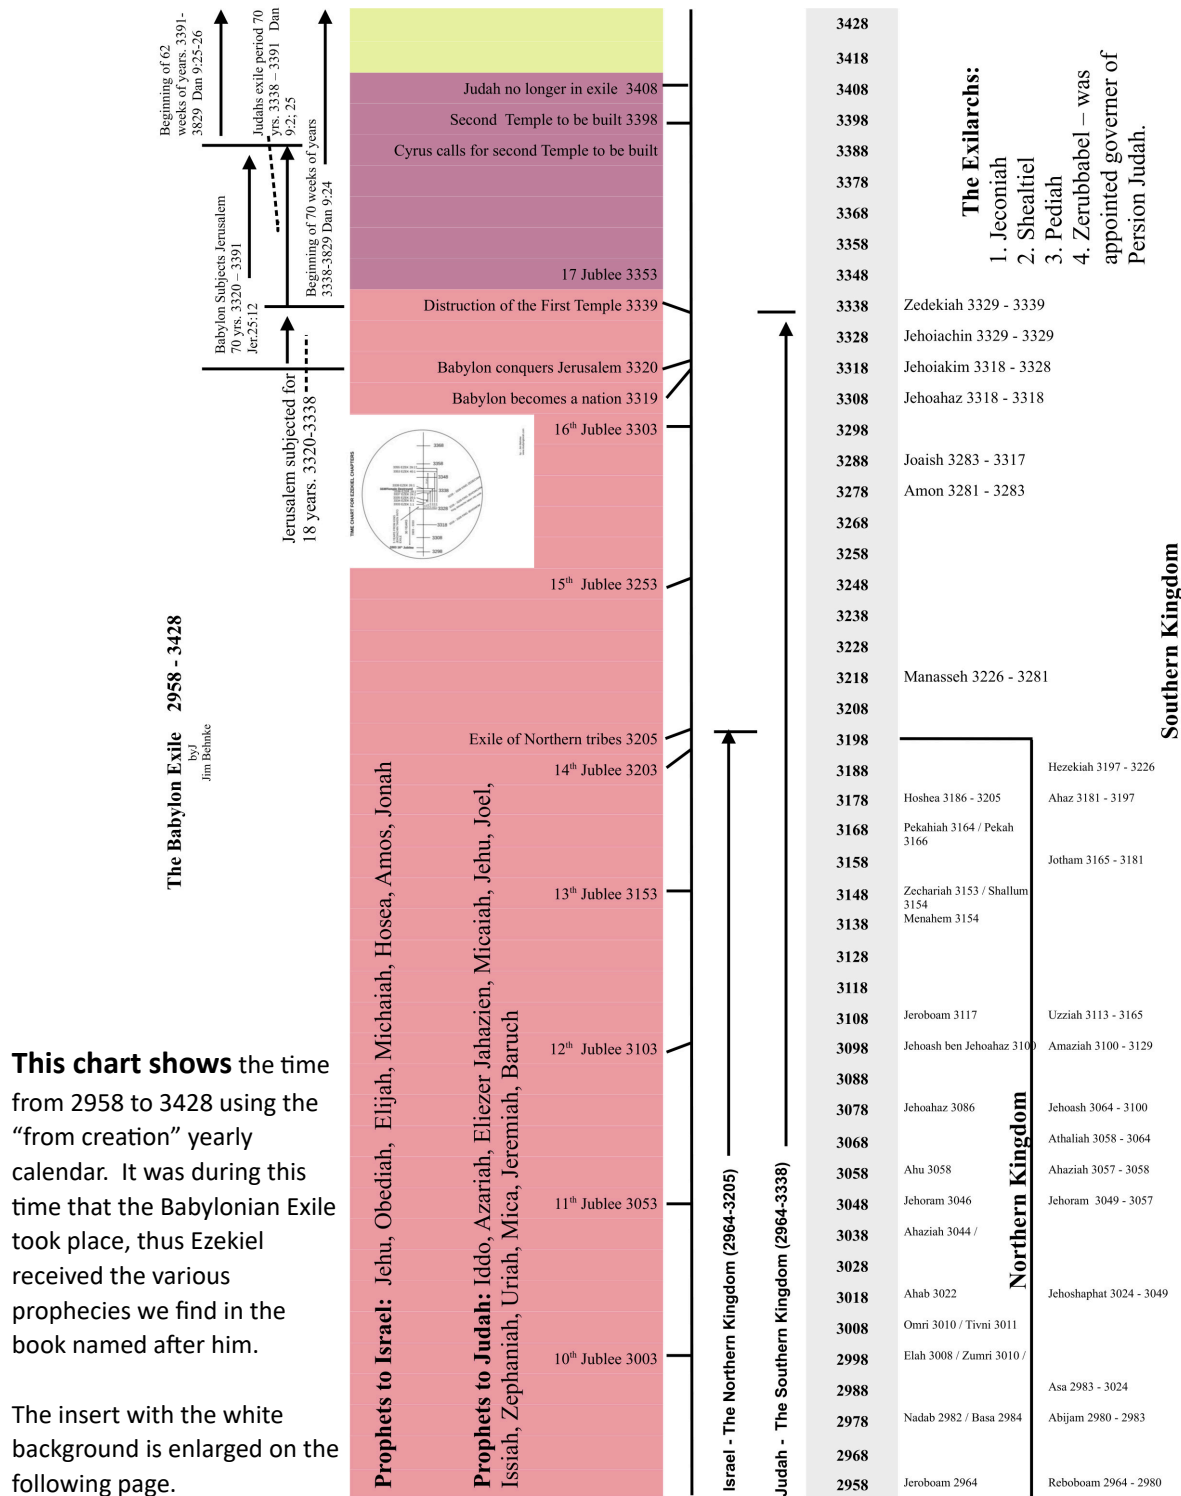 Beginning of 62
weeks of years. 3391-
3829 Dan 9:25-26
Judahs exile period 70
yrs. 3338 – 3391 Dan
9:2; 25
Babylon Subjects Jerusalem
70 yrs. 3320 – 3391
Jer.25:12
Beginning of 70 weeks of years
3338-3829 Dan 9:24
Jerusalem subjected for
18 years. 3320-3338
The Babylon Exile 2958 - 3428
byJ
Jim Behnke
This chart shows the time
from 2958 to 3428 using the
“from creation” yearly
calendar. It was during this
time that the Babylonian Exile
took place, thus Ezekiel
received the various
prophecies we find in the
book named after him.
The insert with the white
background is enlarged on the
following page.
Judah no longer in exile 3408
Second Temple to be built 3398
Cyrus calls for second Temple to be built
17 Jublee 3353
Distruction of the First Temple 3339
Babylon conquers Jerusalem 3320
Babylon becomes a nation 3319
16th Jublee 3303
TIME CHART FOR EZEKIEL CHAPTERS
15th Jublee 3253
Exile of Northern tribes 3205
14th Jublee 3203
13th Jublee 3153
12th Jublee 3103
11th Jublee 3053
10th Jublee 3003
Prophets to Israel: Jehu, Obediah, Elijah, Michaiah, Hosea, Amos, Jonah
Prophets to Judah: Iddo, Azariah, Eliezer Jahazien, Micaiah, Jehu, Joel,
Issiah, Zephaniah, Uriah, Mica, Jeremiah, Baruch
Israel - The Northern Kingdom (2964-3205)
Judah - The Southern Kingdom (2964-3338)
3428
3418
3408
3398
3388
3378
3368
3358
3348
3338
3328
3318
3308
3298
3288
3278
3268
3258
3248
3238
3228
3218
3208
3198
3188
3178
3168
3158
3148
3138
3128
3118
3108
3098
3088
3078
3068
3058
3048
3038
3028
3018
3008
2998
2988
2978
2968
2958
The Exilarchs:
1. Jeconiah
2. Shealtiel
3. Pediah
4. Zerubbabel – was
appointed governer of
Persion Judah.
Zedekiah 3329 - 3339
Jehoiachin 3329 - 3329
Jehoiakim 3318 - 3328
Jehoahaz 3318 - 3318
Joaish 3283 - 3317
Amon 3281 - 3283
Manasseh 3226 - 3281
Southern Kingdom
Hezekiah 3197 - 3226
Hoshea 3186 - 3205
Ahaz 3181 - 3197
Pekahiah 3164 / Pekah
3166
Jotham 3165 - 3181
Zechariah 3153 / Shallum
3154
Menahem 3154
Jeroboam 3117
Uzziah 3113 - 3165
Jehoash ben Jehoahaz 3100
Amaziah 3100 - 3129
Jehoahaz 3086
Jehoash 3064 - 3100
Athaliah 3058 - 3064
Ahu 3058
Ahaziah 3057 - 3058
Jehoram 3046
Jehoram 3049 - 3057
Ahaziah 3044 /
Northern Kingdom
Ahab 3022
Jehoshaphat 3024 - 3049
Omri 3010 / Tivni 3011
Elah 3008 / Zumri 3010 /
Asa 2983 - 3024
Nadab 2982 / Basa 2984
Abijam 2980 - 2983
Jeroboam 2964
Reboboam 2964 - 2980